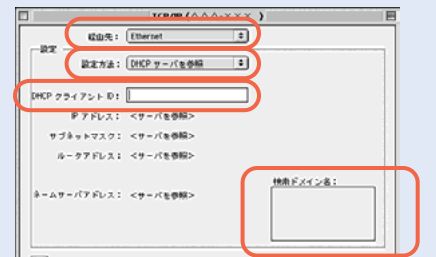 TCP/IP (△△△-××× )
経由先： Ethernet
設定
設定方法： DHCP サーバを参照
DHCP クライアント ID：
IP アドレス： <サーバを参照>
サブネットマスク： <サーバを参照>
ルータアドレス： <サーバを参照>
検索ドメイン名：
ネームサーバアドレス： <サーバを参照>